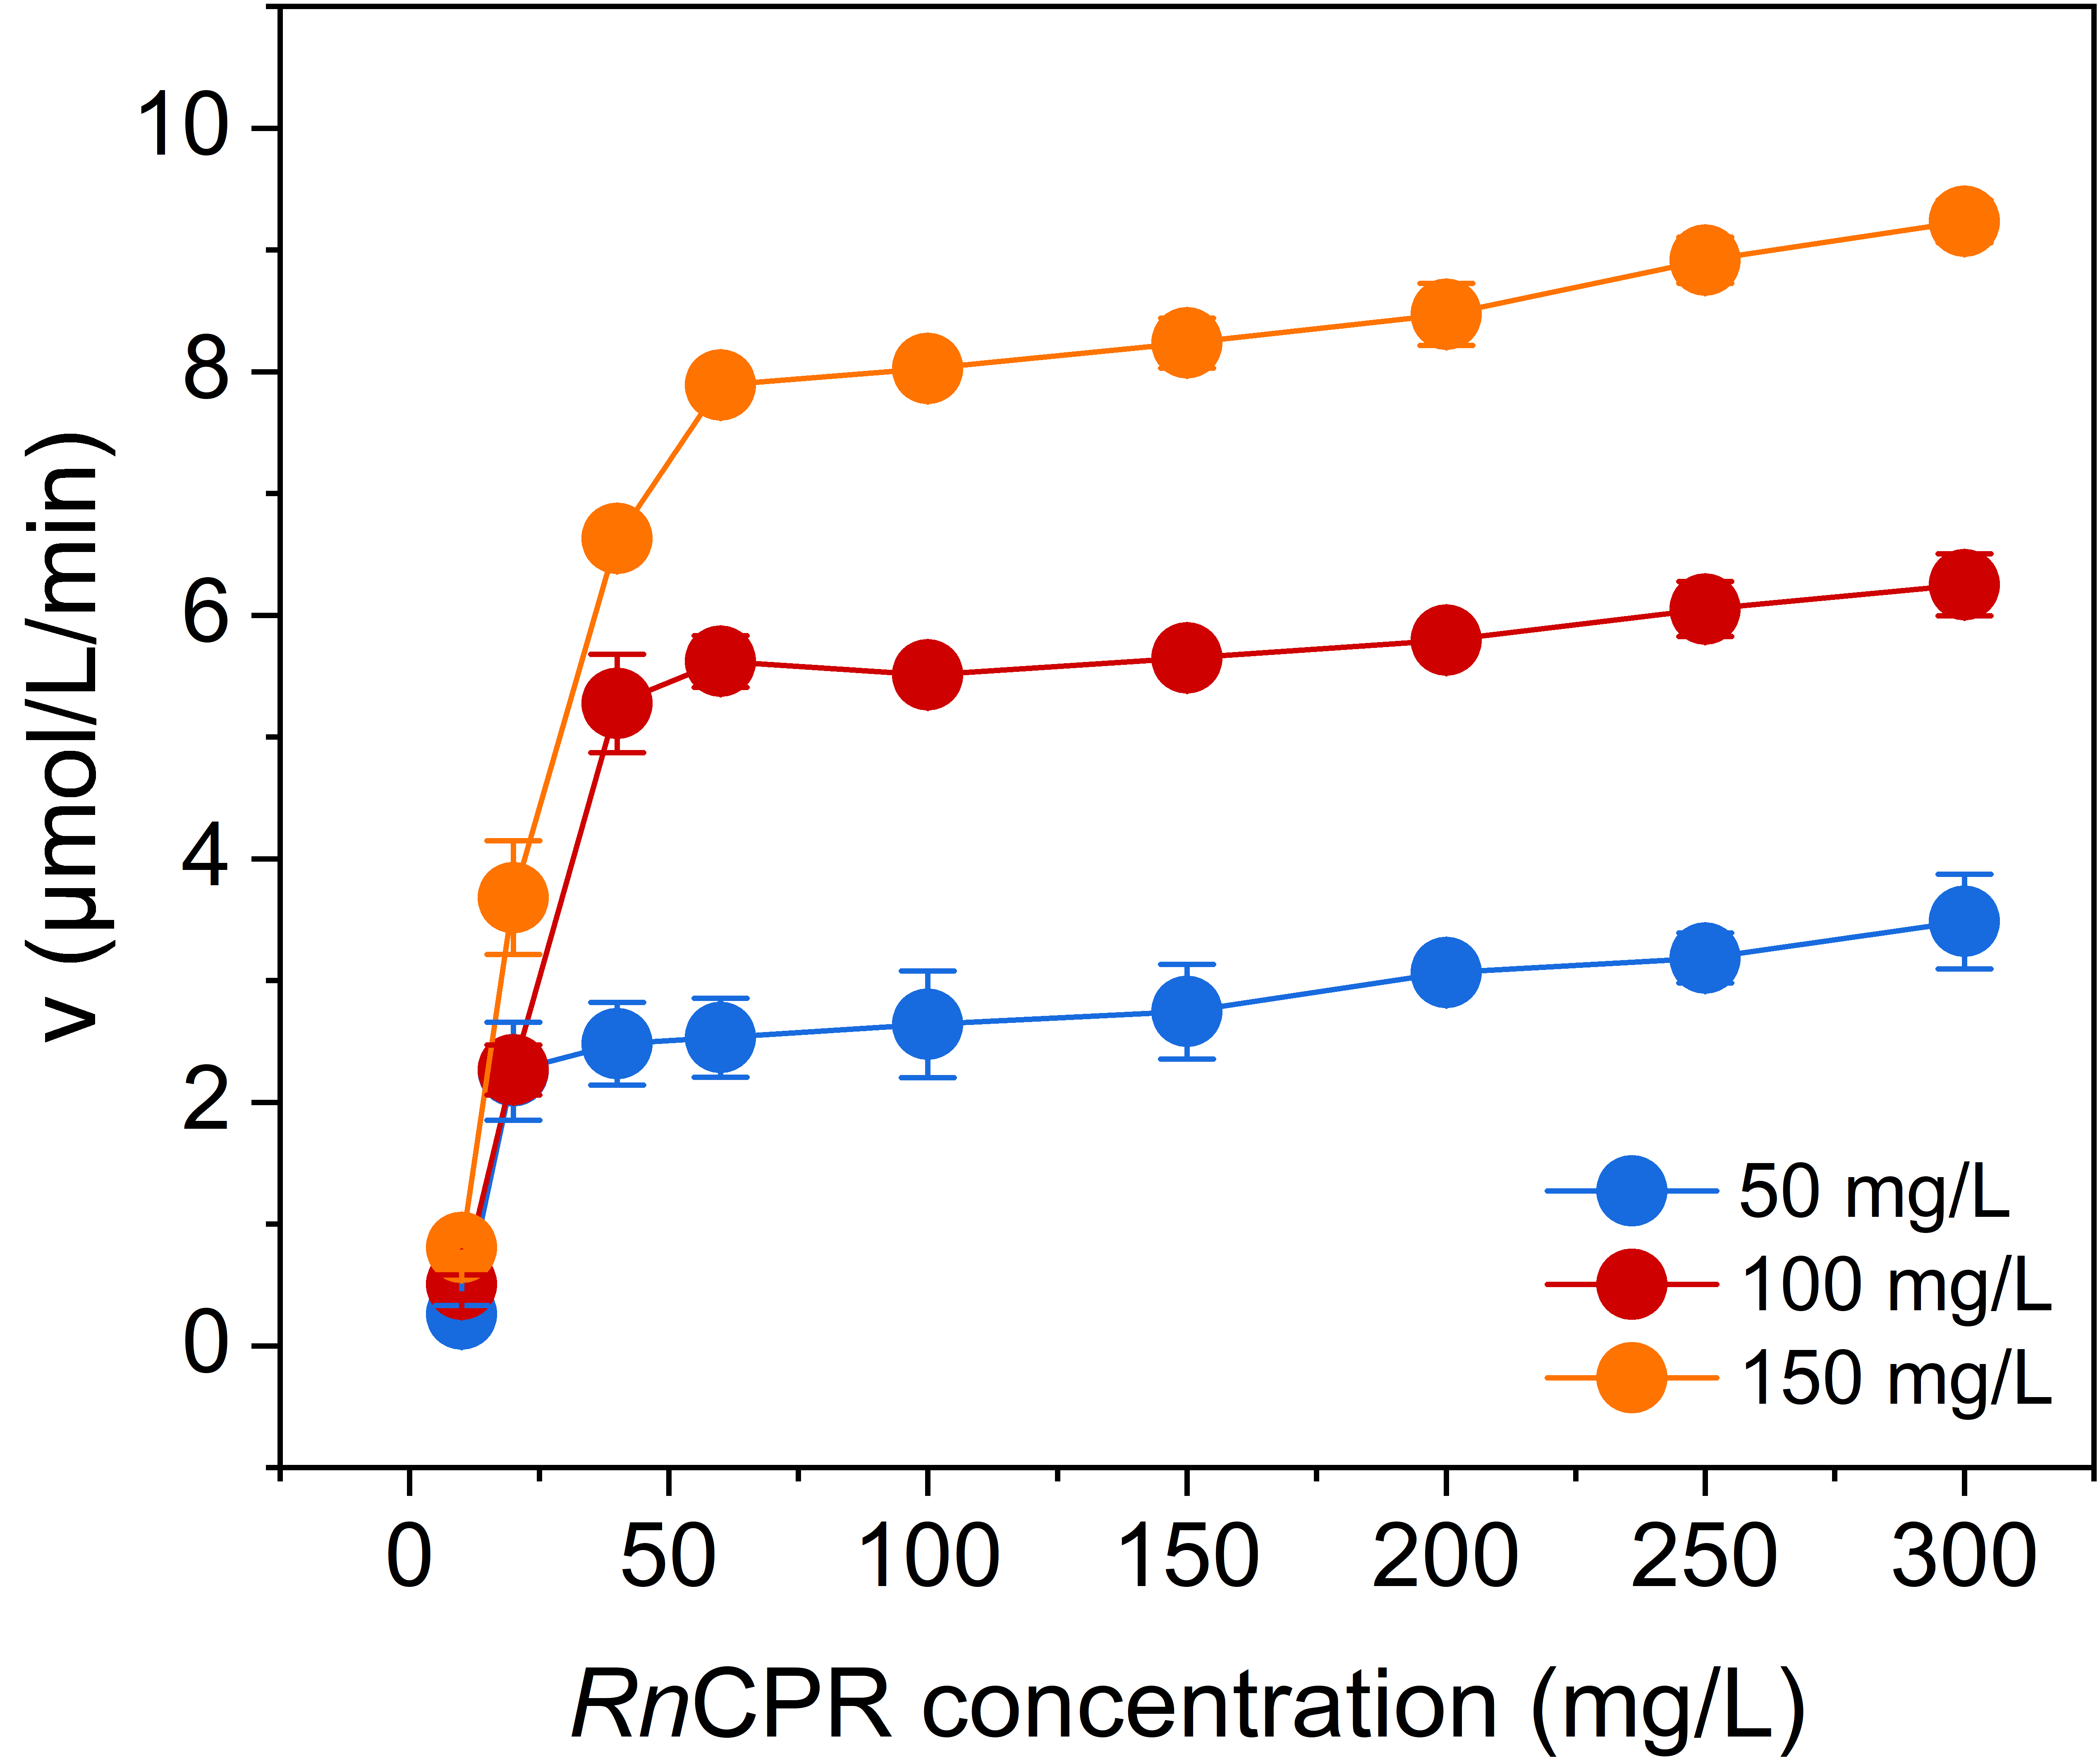 v (μmol/L/min)
10
8
6
4
2
0
50 mg/L
100 mg/L
150 mg/L
0 50 100 150 200 250 300
RnCPR concentration (mg/L)